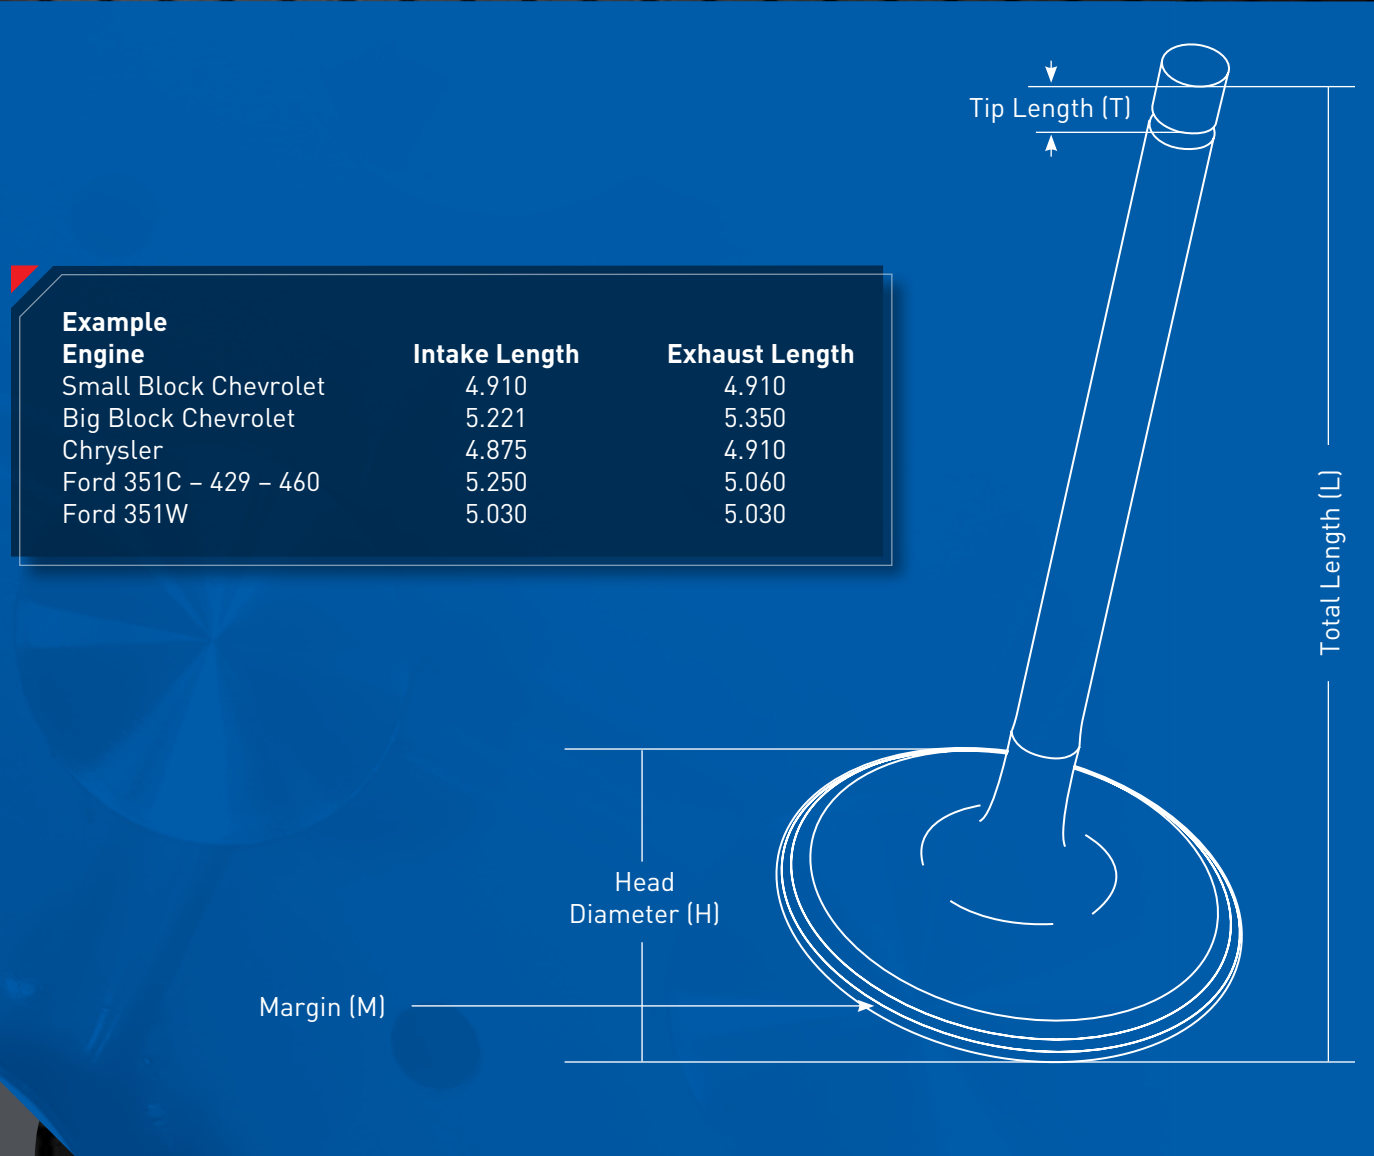 Tip Length (T)
Example
Engine Intake Length Exhaust Length
Small Block Chevrolet 4.910 4.910
Big Block Chevrolet 5.221 5.350
Chrysler 4.875 4.910
Ford 351C – 429 – 460 5.250 5.060
Ford 351W 5.030 5.030
Total Length (L)
Head
Diameter (H)
Margin (M)